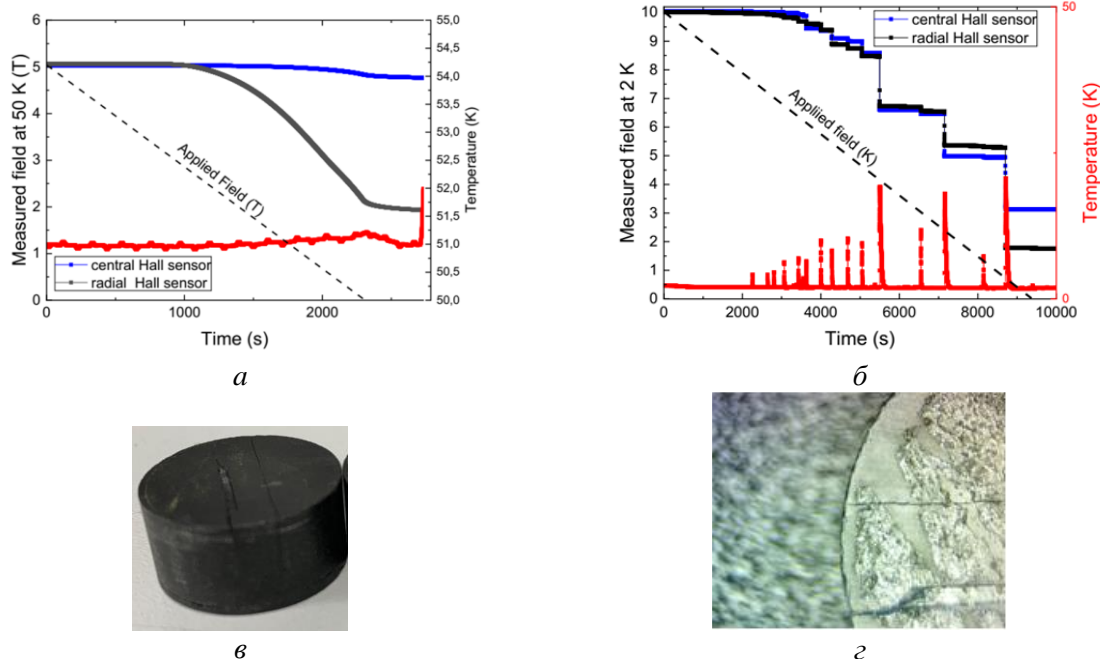 Measured field at 50 K (T)
6
5
4
3
2
1
0
Applied Field (T)
central Hall sensor
radial Hall sensor
0
1000
2000
Time (s)
55,0
54,5
54,0
53,5
53,0
52,5
52,0
51,5
51,0
50,5
50,0
Temperature (K)
а
Measured field at 2 K
10
9
8
7
6
5
4
3
2
1
0
central Hall sensor
radial Hall sensor
Appliied field (K)
0
2000
4000
6000
8000
10000
Time (s)
50
0
Temperature (K)
б
в
г